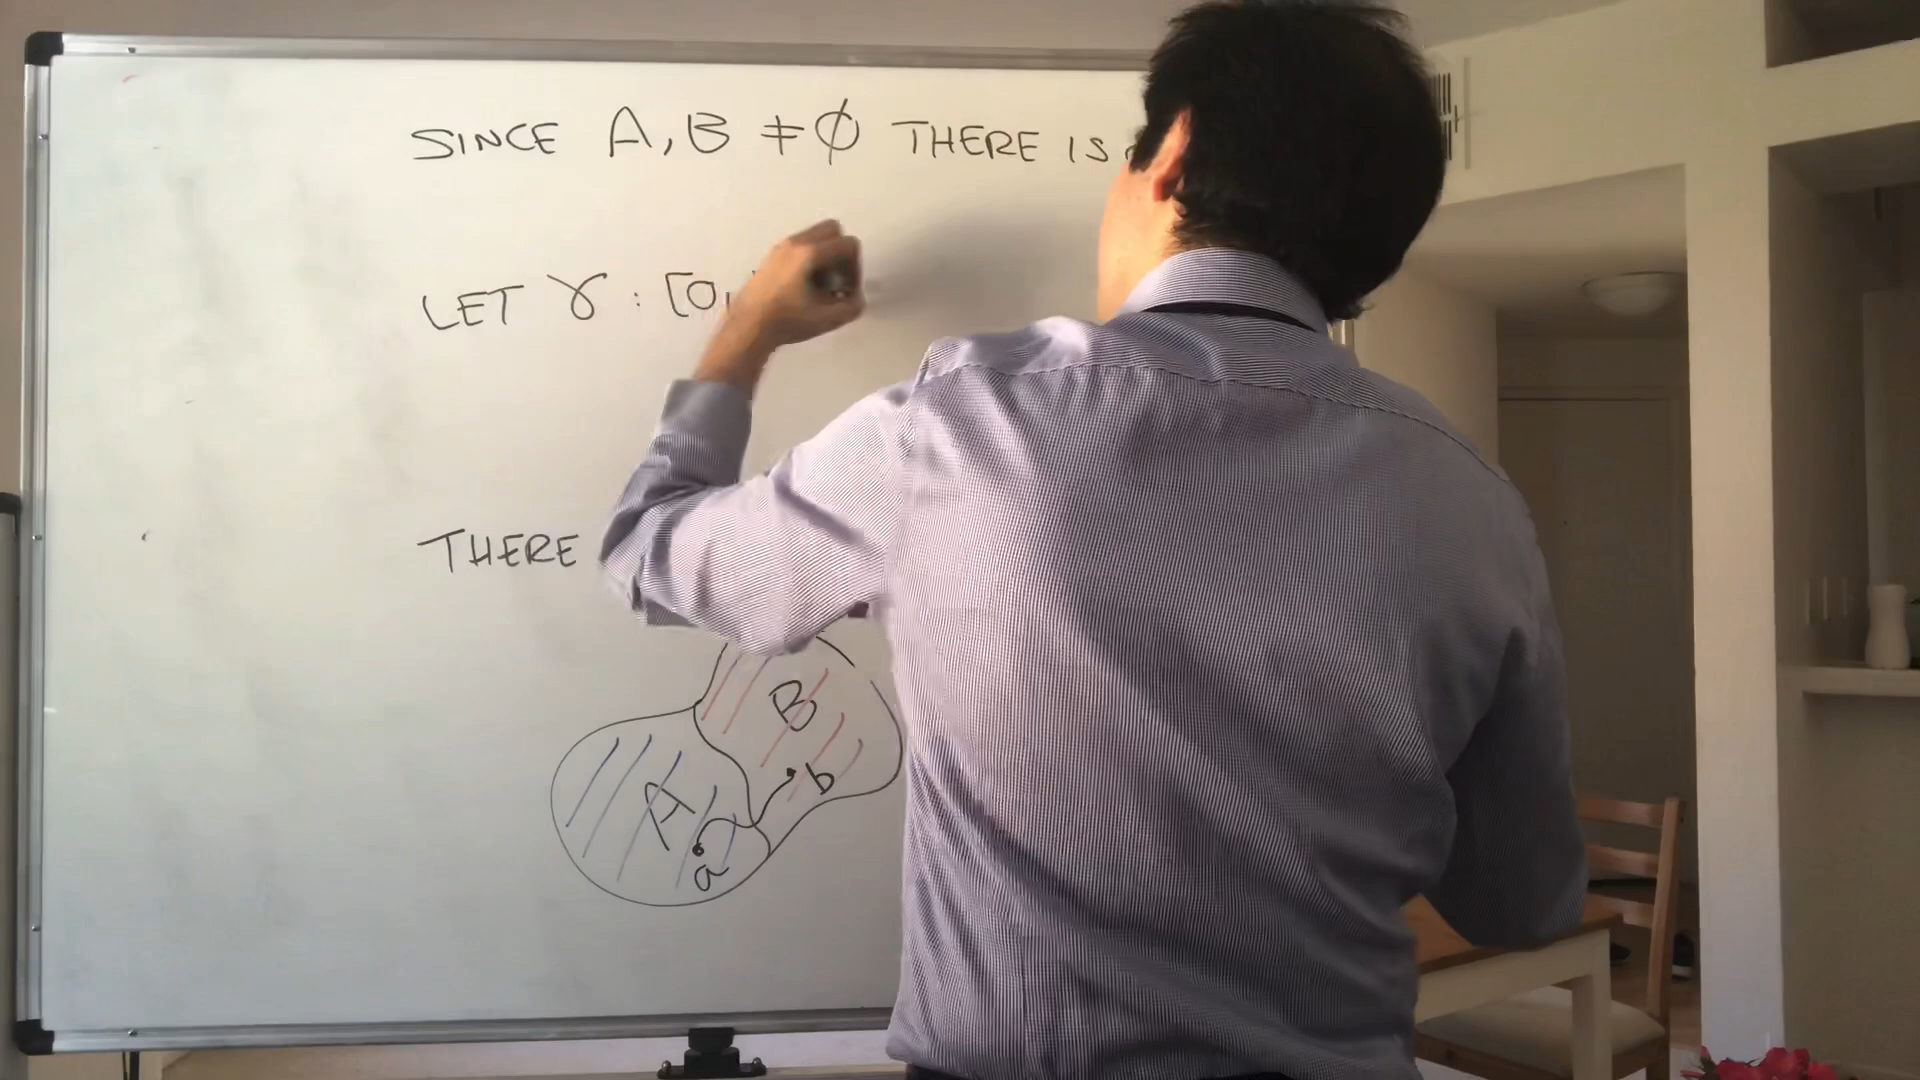 SINCE A, B ≠ ∅ THERE IS
LET γ : [0,
THERE
B
b
A
a